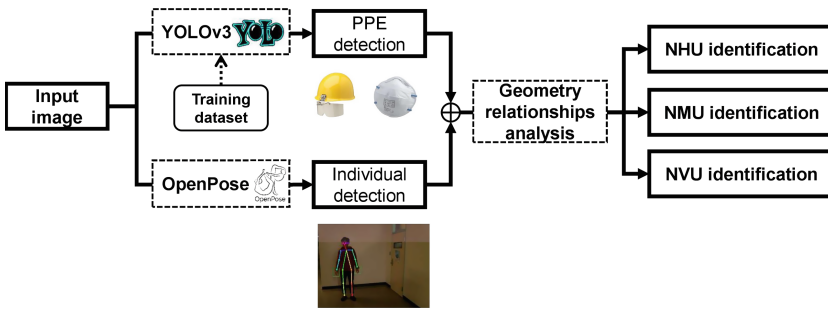 Input
image
YOLOv3 YOLO
Training
dataset
PPE
detection
OpenPose
OpenPose
Individual
detection
Geometry
relationships
analysis
NHU identification
NMU identification
NVU identification